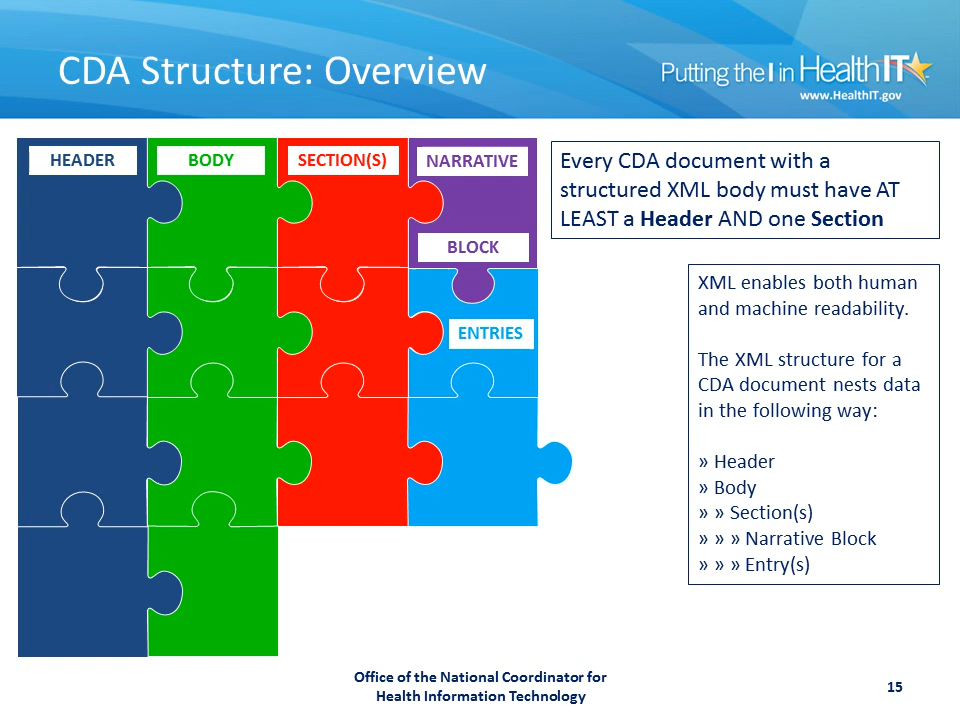 CDA Structure: Overview
Putting the I in HealthIT
www.HealthIT.gov
HEADER
BODY
SECTION(S)
NARRATIVE
BLOCK
ENTRIES
Every CDA document with a
structured XML body must have AT
LEAST a Header AND one Section
XML enables both human
and machine readability.
The XML structure for a
CDA document nests data
in the following way:
» Header
» Body
» » Section(s)
» » » Narrative Block
» » » Entry(s)
Office of the National Coordinator for
Health Information Technology
15